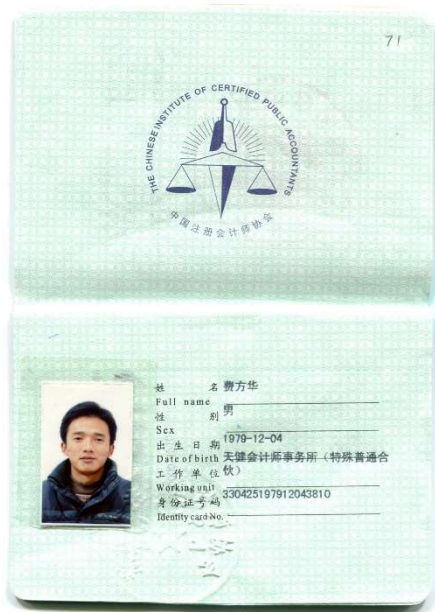 71
THE CHINESE INSTITUTE OF CERTIFIED PUBLIC ACCOUNTANTS
中国注册会计师协会
姓 名 费方华
Full name
性 别 男
Sex
出生日期 1979-12-04
Date of birth
工作单位 天健会计师事务所（特殊普通合
伙）
Working unit
身份证号码 330425197912043810
Identity card No.